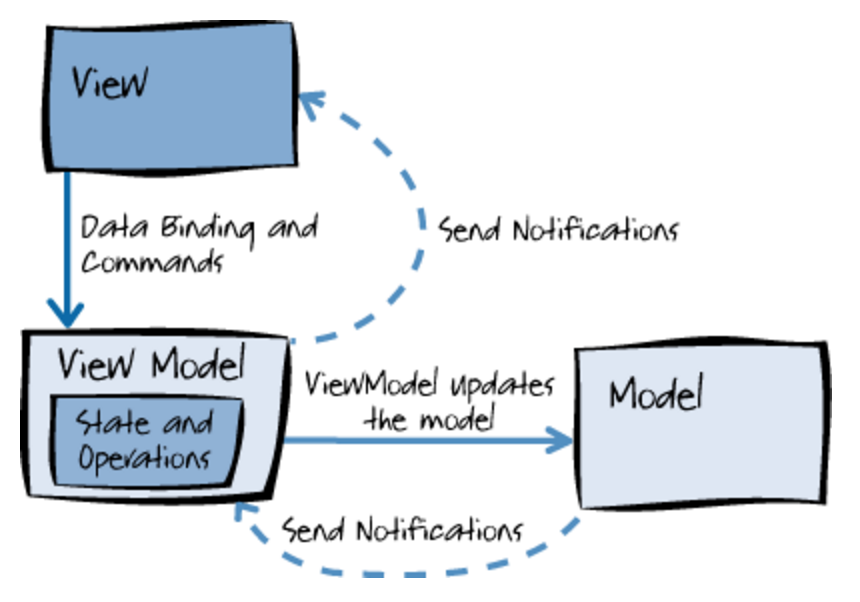 View
Data Binding and
Commands
Send Notifications
View Model
State and
Operations
ViewModel updates
the model
Model
Send Notifications